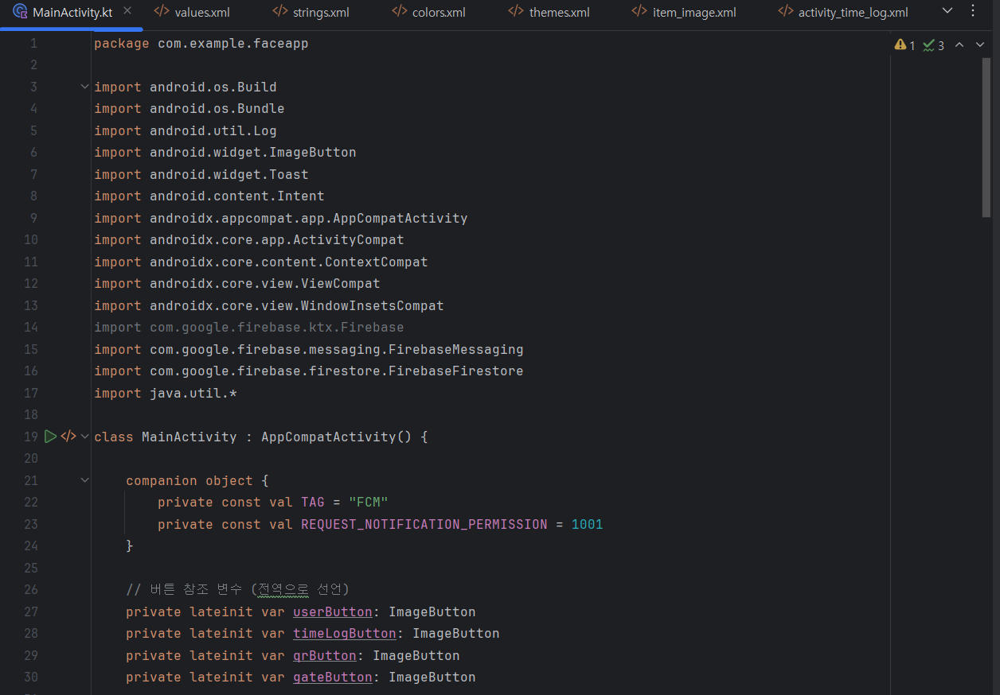 MainActivity.kt values.xml strings.xml colors.xml themes.xml item_image.xml activity_time_log.xml
1 3
1 package com.example.faceapp
2
3 import android.os.Build
4 import android.os.Bundle
5 import android.util.Log
6 import android.widget.ImageButton
7 import android.widget.Toast
8 import android.content.Intent
9 import androidx.appcompat.app.AppCompatActivity
10 import androidx.core.app.ActivityCompat
11 import androidx.core.content.ContextCompat
12 import androidx.core.view.ViewCompat
13 import androidx.core.view.WindowInsetsCompat
14 import com.google.firebase.ktx.Firebase
15 import com.google.firebase.messaging.FirebaseMessaging
16 import com.google.firebase.firestore.FirebaseFirestore
17 import java.util.*
18
19 class MainActivity : AppCompatActivity() {
20
21 companion object {
22 private const val TAG = "FCM"
23 private const val REQUEST_NOTIFICATION_PERMISSION = 1001
24 }
25
26 // 버튼 참조 변수 (전역으로 선언)
27 private lateinit var userButton: ImageButton
28 private lateinit var timeLogButton: ImageButton
29 private lateinit var qrButton: ImageButton
30 private lateinit var gateButton: ImageButton